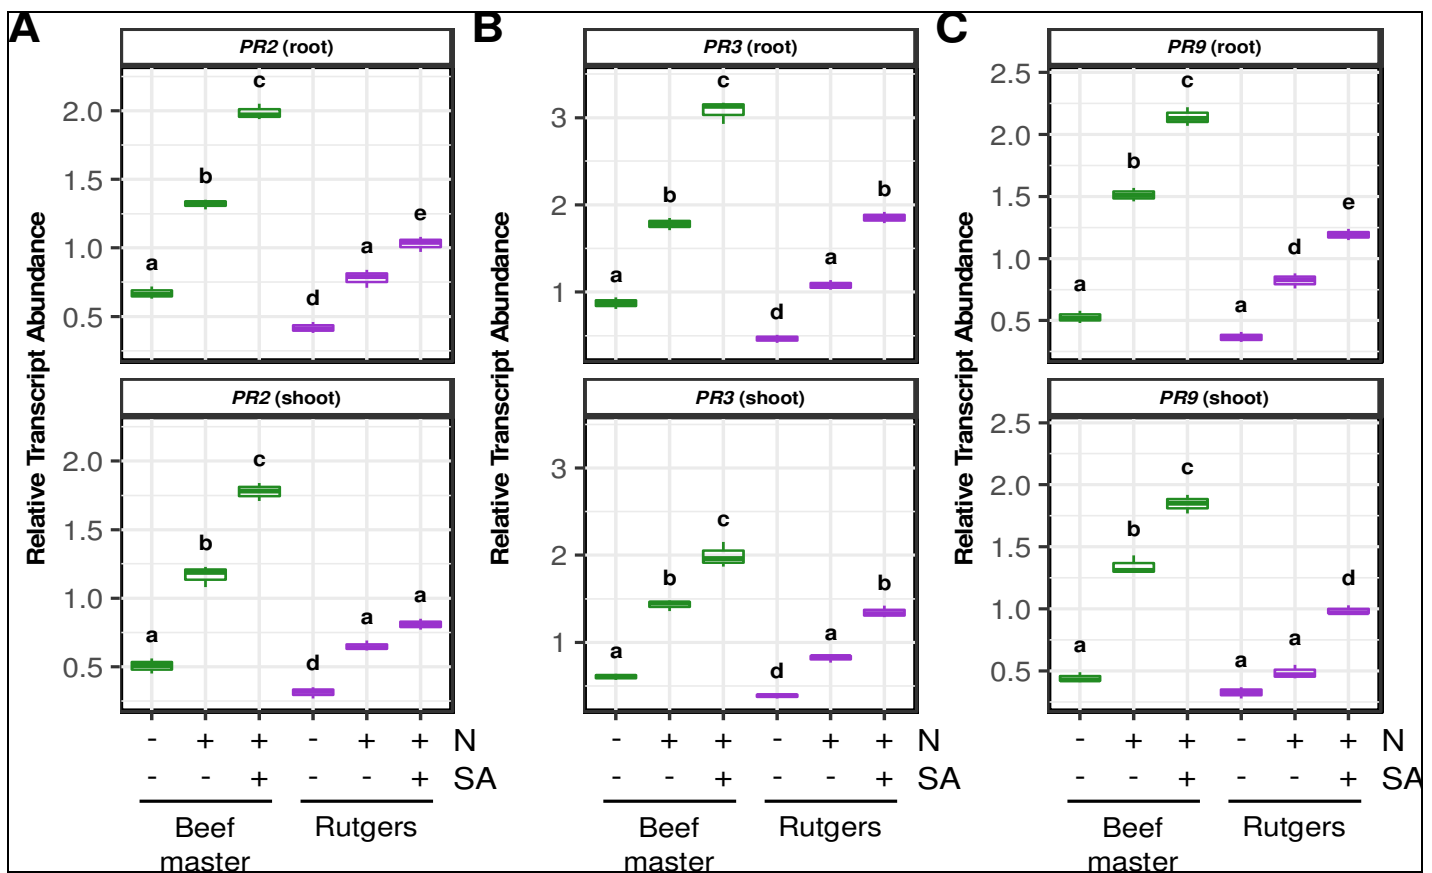 A
B
C
PR2 (root)
PR3 (root)
PR9 (root)
Relative Transcript Abundance
2.0
1.5
1.0
0.5
a
b
c
d
a
e
Relative Transcript Abundance
3
2
1
a
b
c
d
a
b
Relative Transcript Abundance
2.5
2.0
1.5
1.0
0.5
a
b
c
a
d
e
PR2 (shoot)
PR3 (shoot)
PR9 (shoot)
2.0
1.5
1.0
0.5
a
b
c
d
a
a
3
2
1
a
b
c
d
a
b
2.5
2.0
1.5
1.0
0.5
a
b
c
a
a
d
- + + - + + N
- - + - - + SA
Beef
master
Rutgers
- + + - + + N
- - + - - + SA
Beef
master
Rutgers
- + + - + + N
- - + - - + SA
Beef
master
Rutgers